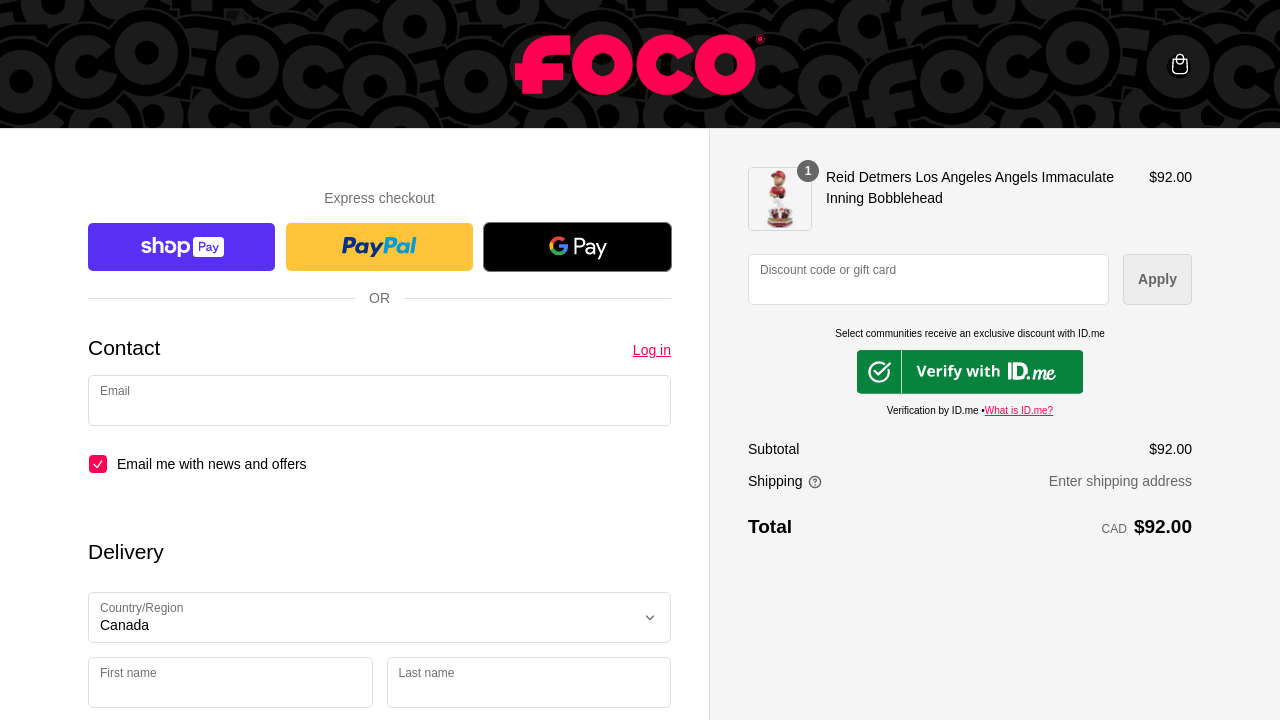 FOCO®
Express checkout
shop Pay
PayPal
G Pay
OR
Contact
Log in
Email
Email me with news and offers
Delivery
Country/Region
Canada
First name
Last name
1
Reid Detmers Los Angeles Angels Immaculate
Inning Bobblehead
$92.00
Discount code or gift card
Apply
Select communities receive an exclusive discount with ID.me
Verify with ID.me
Verification by ID.me •What is ID.me?
Subtotal
$92.00
Shipping
Enter shipping address
Total
CAD $92.00